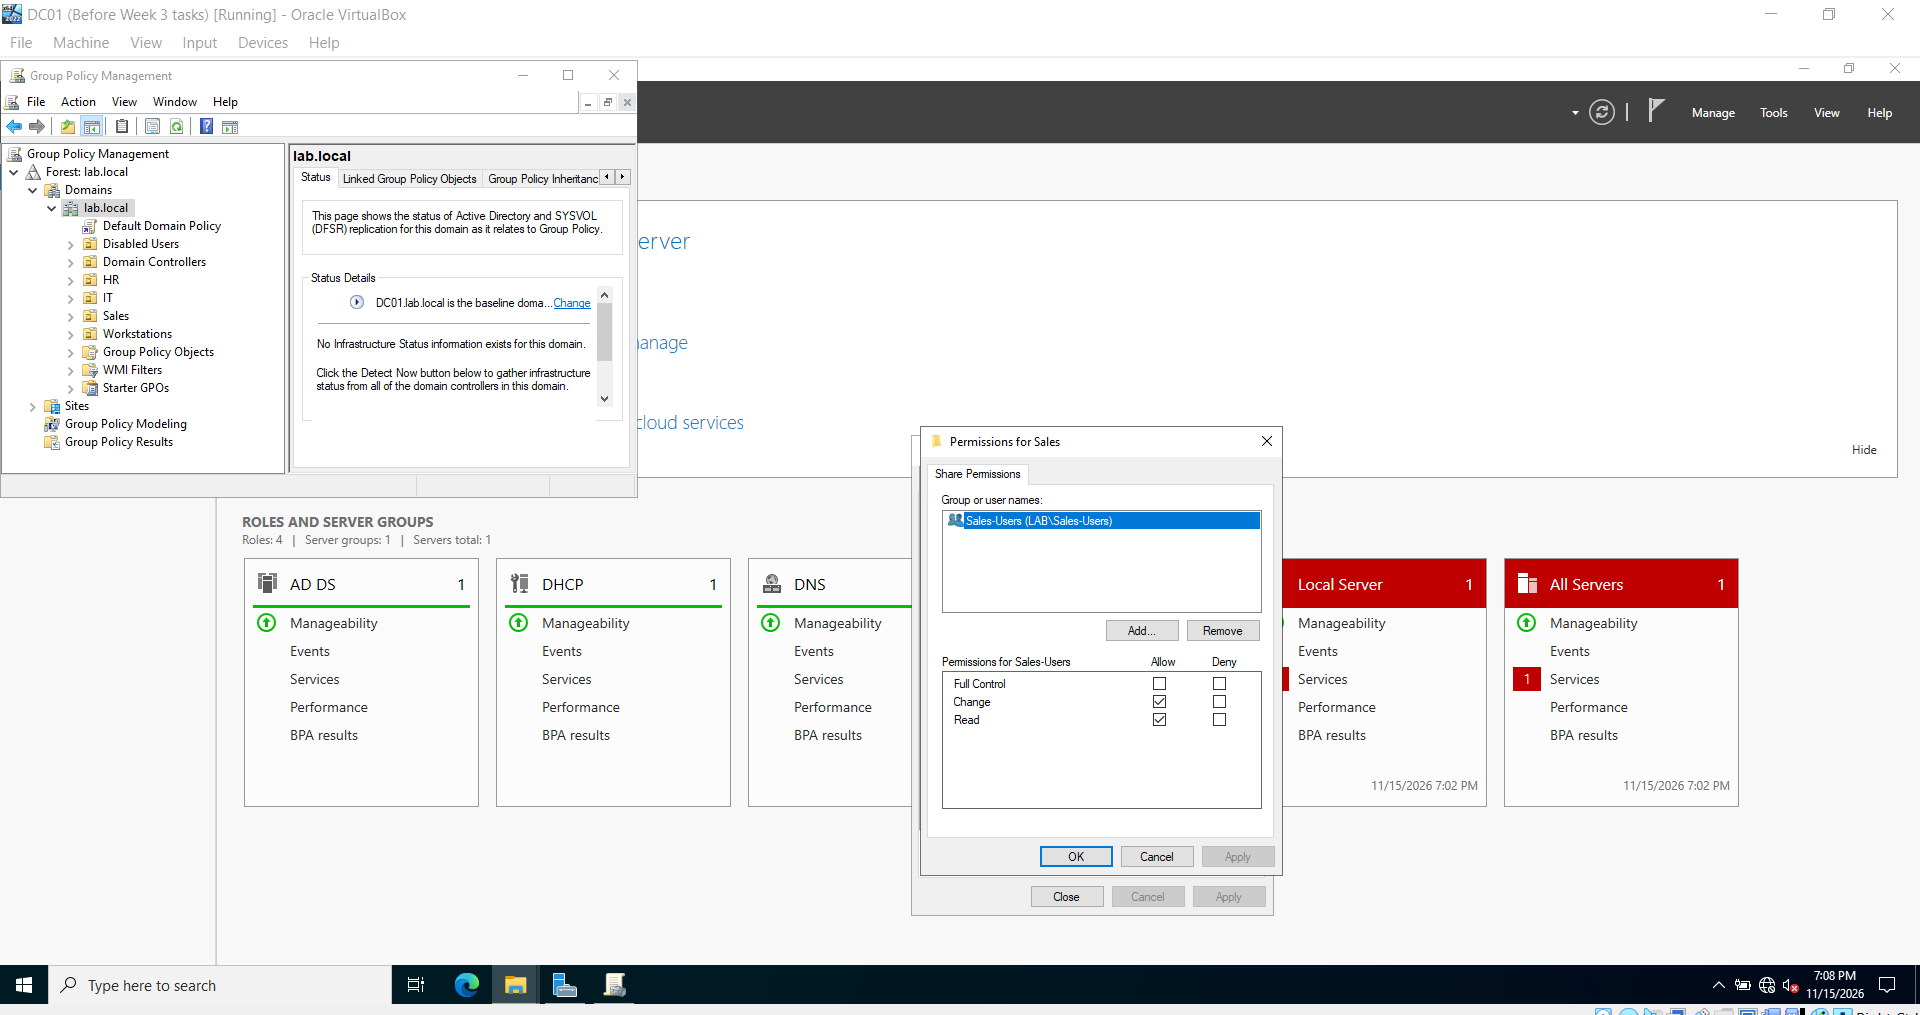 DC01 (Before Week 3 tasks) [Running] - Oracle VirtualBox
File Machine View Input Devices Help
Group Policy Management
File Action View Window Help
Manage Tools View Help
Group Policy Management
Forest: lab.local
Domains
lab.local
Default Domain Policy
Disabled Users
Domain Controllers
HR
IT
Sales
Workstations
Group Policy Objects
WMI Filters
Starter GPOs
Sites
Group Policy Modeling
Group Policy Results
lab.local
Status Linked Group Policy Objects Group Policy Inheritanc
This page shows the status of Active Directory and SYSVOL
(DFSR) replication for this domain as it relates to Group Policy.
Status Details
DC01.lab.local is the baseline doma... Change
No Infrastructure Status information exists for this domain.
Click the Detect Now button below to gather infrastructure
status from all of the domain controllers in this domain.
erver
anage
cloud services
Hide
ROLES AND SERVER GROUPS
Roles: 4 | Server groups: 1 | Servers total: 1
AD DS 1
Manageability
Events
Services
Performance
BPA results
DHCP 1
Manageability
Events
Services
Performance
BPA results
DNS
Manageability
Events
Services
Performance
BPA results
Permissions for Sales
Share Permissions
Group or user names:
Sales-Users (LAB\Sales-Users)
Add... Remove
Permissions for Sales-Users Allow Deny
Full Control
Change
Read
OK Cancel Apply
Close Cancel Apply
Local Server 1
Manageability
Events
Services
Performance
BPA results
11/15/2026 7:02 PM
All Servers 1
Manageability
Events
1 Services
Performance
BPA results
11/15/2026 7:02 PM
Type here to search
7:08 PM
11/15/2026